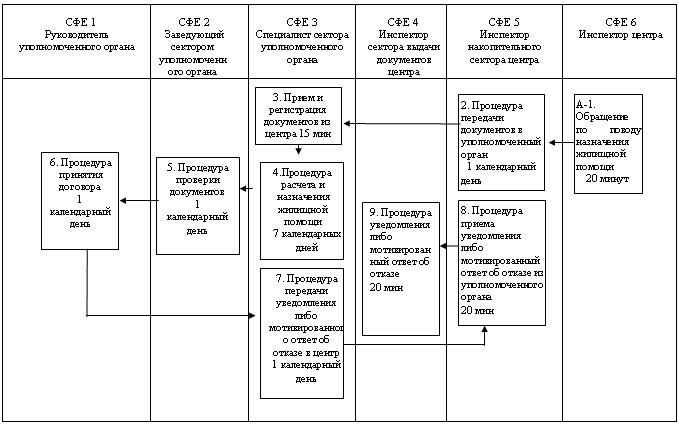 СФЕ 1
Руководитель
уполномоченного органа
СФЕ 2
Заведующий
сектором
уполномоченн
ого органа
СФЕ 3
Специалист сектора
уполномоченного
органа
СФЕ 4
Инспектор
сектора выдачи
документов
центра
СФЕ 5
Инспектор
накопительного
сектора центра
СФЕ 6
Инспектор центра
6. Процедура
принятия
договора
1
календарный
день
5. Процедура
проверки
документов
1
календарный
день
3. Прием и
регистрация
документов из
центра 15 мин
4.Процедура
расчета и
назначения
жилищной
помощи
7 календарных
дней
7. Процедура
передачи
уведомления
либо
мотивированног
о ответ об
отказе в центр
1 календарный
день
9. Процедура
уведомления
либо
мотивирован
ный ответ об
отказе
20 мин
2. Процедура
передачи
документов в
уполномоченный
орган
1 календарный
день
8. Процедура
приема
уведомления
либо
мотивированный
ответ об отказе из
уполномоченного
органа
20 мин
А-1.
Обращение
по поводу
назначения
жилищной
помощи
20 минут